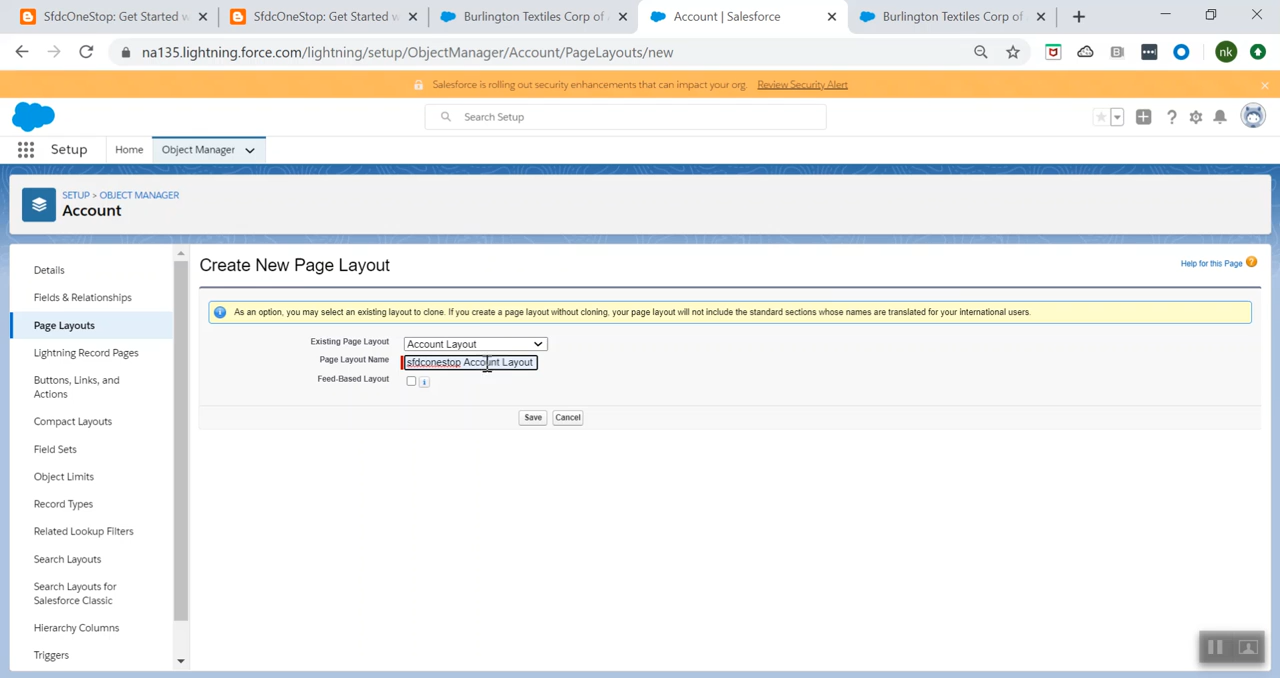 SfdcOneStop: Get Started w
SfdcOneStop: Get Started w
Burlington Textiles Corp of A
Account | Salesforce
Burlington Textiles Corp of A
na135.lightning.force.com/lightning/setup/ObjectManager/Account/PageLayouts/new
nk
Salesforce is rolling out security enhancements that can impact your org. Review Security Alert
Search Setup
Setup
Home
Object Manager
SETUP > OBJECT MANAGER
Account
Details
Fields & Relationships
Page Layouts
Lightning Record Pages
Buttons, Links, and
Actions
Compact Layouts
Field Sets
Object Limits
Record Types
Related Lookup Filters
Search Layouts
Search Layouts for
Salesforce Classic
Hierarchy Columns
Triggers
Create New Page Layout
Help for this Page
As an option, you may select an existing layout to clone. If you create a page layout without cloning, your page layout will not include the standard sections whose names are translated for your international users.
Existing Page Layout Account Layout
Page Layout Name sfdconestop Account Layout
Feed-Based Layout
Save Cancel